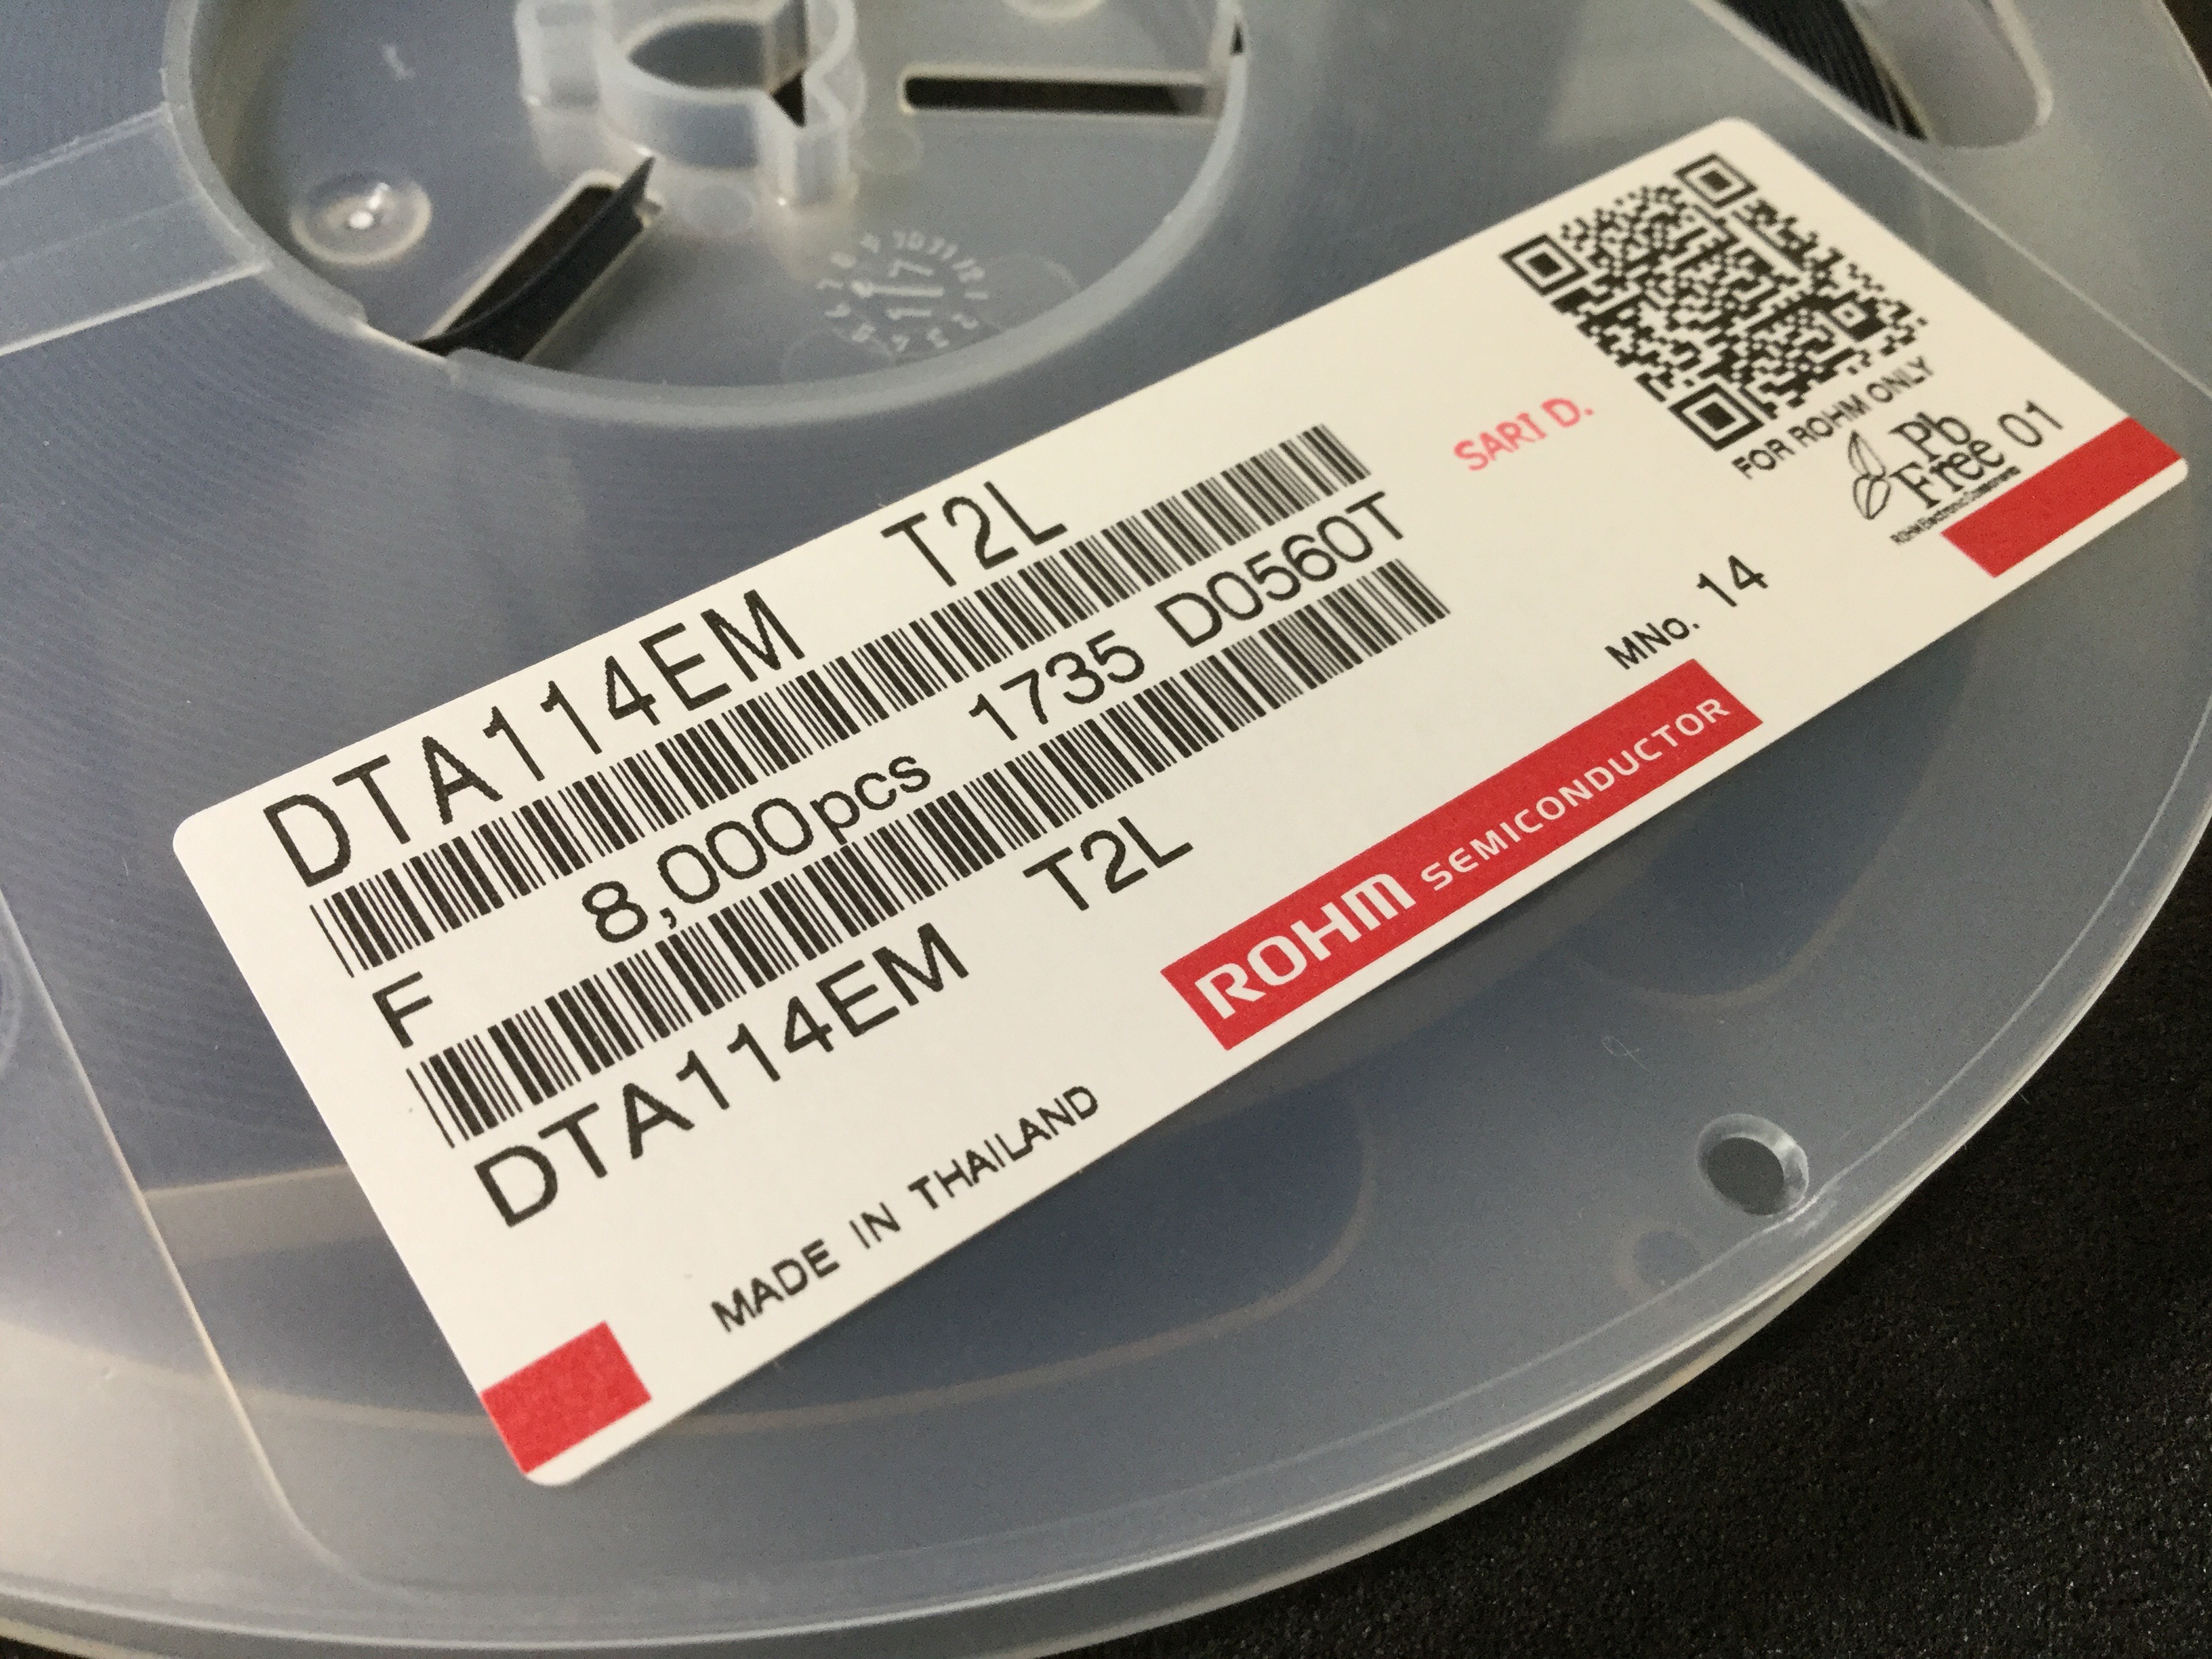 DTA114EM T2L
F 8,000pcs 1735 D0560T
DTA114EM T2L
MADE IN THAILAND
ROHM SEMICONDUCTOR
MNo. 14
SARI D.
FOR ROHM ONLY
Pb
Free 01